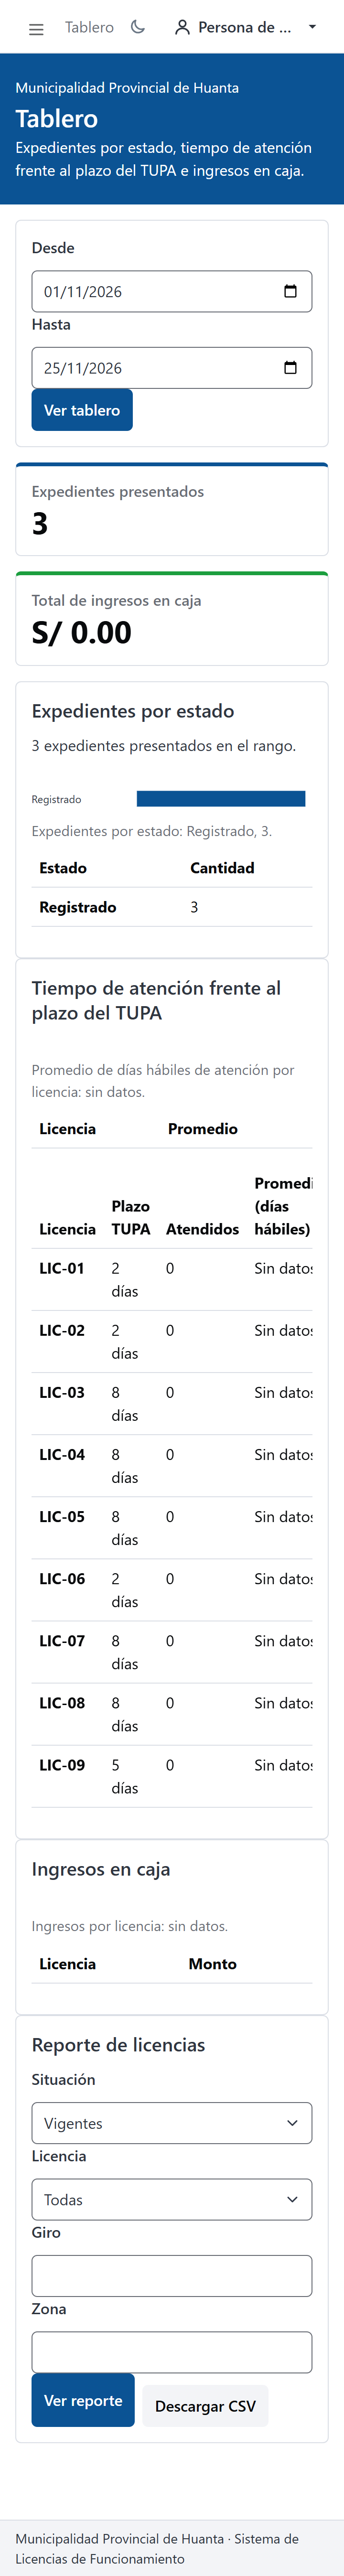 Tablero
Persona de ...
Municipalidad Provincial de Huanta
Tablero
Expedientes por estado, tiempo de atención
frente al plazo del TUPA e ingresos en caja.
Desde
01/11/2026
Hasta
25/11/2026
Ver tablero
Expedientes presentados
3
Total de ingresos en caja
S/ 0.00
Expedientes por estado
3 expedientes presentados en el rango.
Registrado
Expedientes por estado: Registrado, 3.
Estado Cantidad
Registrado 3
Tiempo de atención frente al
plazo del TUPA
Promedio de días hábiles de atención por
licencia: sin datos.
Licencia Promedio
Licencia Plazo TUPA Atendidos Promedi (días hábiles)
LIC-01 2 días 0 Sin datos
LIC-02 2 días 0 Sin datos
LIC-03 8 días 0 Sin datos
LIC-04 8 días 0 Sin datos
LIC-05 8 días 0 Sin datos
LIC-06 2 días 0 Sin datos
LIC-07 8 días 0 Sin datos
LIC-08 8 días 0 Sin datos
LIC-09 5 días 0 Sin datos
Ingresos en caja
Ingresos por licencia: sin datos.
Licencia Monto
Reporte de licencias
Situación
Vigentes
Licencia
Todas
Giro
Zona
Ver reporte Descargar CSV
Municipalidad Provincial de Huanta · Sistema de
Licencias de Funcionamiento